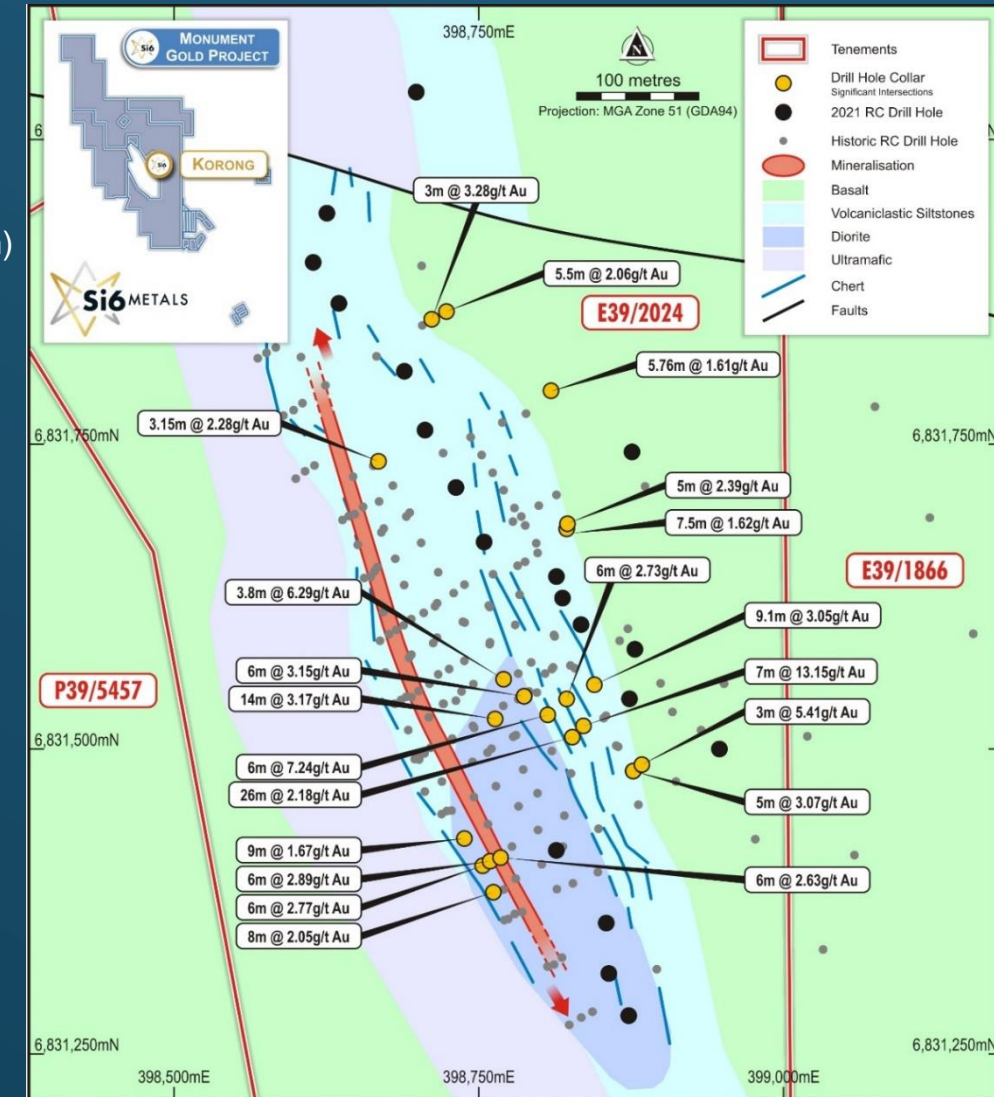 Si6
MONUMENT
GOLD PROJECT
Si6
KORONG
Si6 METALS
398,750mE
N
100 metres
Projection: MGA Zone 51 (GDA94)
Tenements
Drill Hole Collar
Significant Intersections
2021 RC Drill Hole
Historic RC Drill Hole
Mineralisation
Basalt
Volcaniclastic Siltstones
Diorite
Ultramafic
Chert
Faults
3m @ 3.28g/t Au
5.5m @ 2.06g/t Au
E39/2024
5.76m @ 1.61g/t Au
3.15m @ 2.28g/t Au
6,831,750mN
6,831,750mN
5m @ 2.39g/t Au
7.5m @ 1.62g/t Au
6m @ 2.73g/t Au
E39/1866
3.8m @ 6.29g/t Au
9.1m @ 3.05g/t Au
6m @ 3.15g/t Au
7m @ 13.15g/t Au
P39/5457
14m @ 3.17g/t Au
3m @ 5.41g/t Au
6,831,500mN
6,831,500mN
6m @ 7.24g/t Au
26m @ 2.18g/t Au
5m @ 3.07g/t Au
9m @ 1.67g/t Au
6m @ 2.89g/t Au
6m @ 2.63g/t Au
6m @ 2.77g/t Au
8m @ 2.05g/t Au
6,831,250mN
6,831,250mN
398,500mE
398,750mE
399,000mE